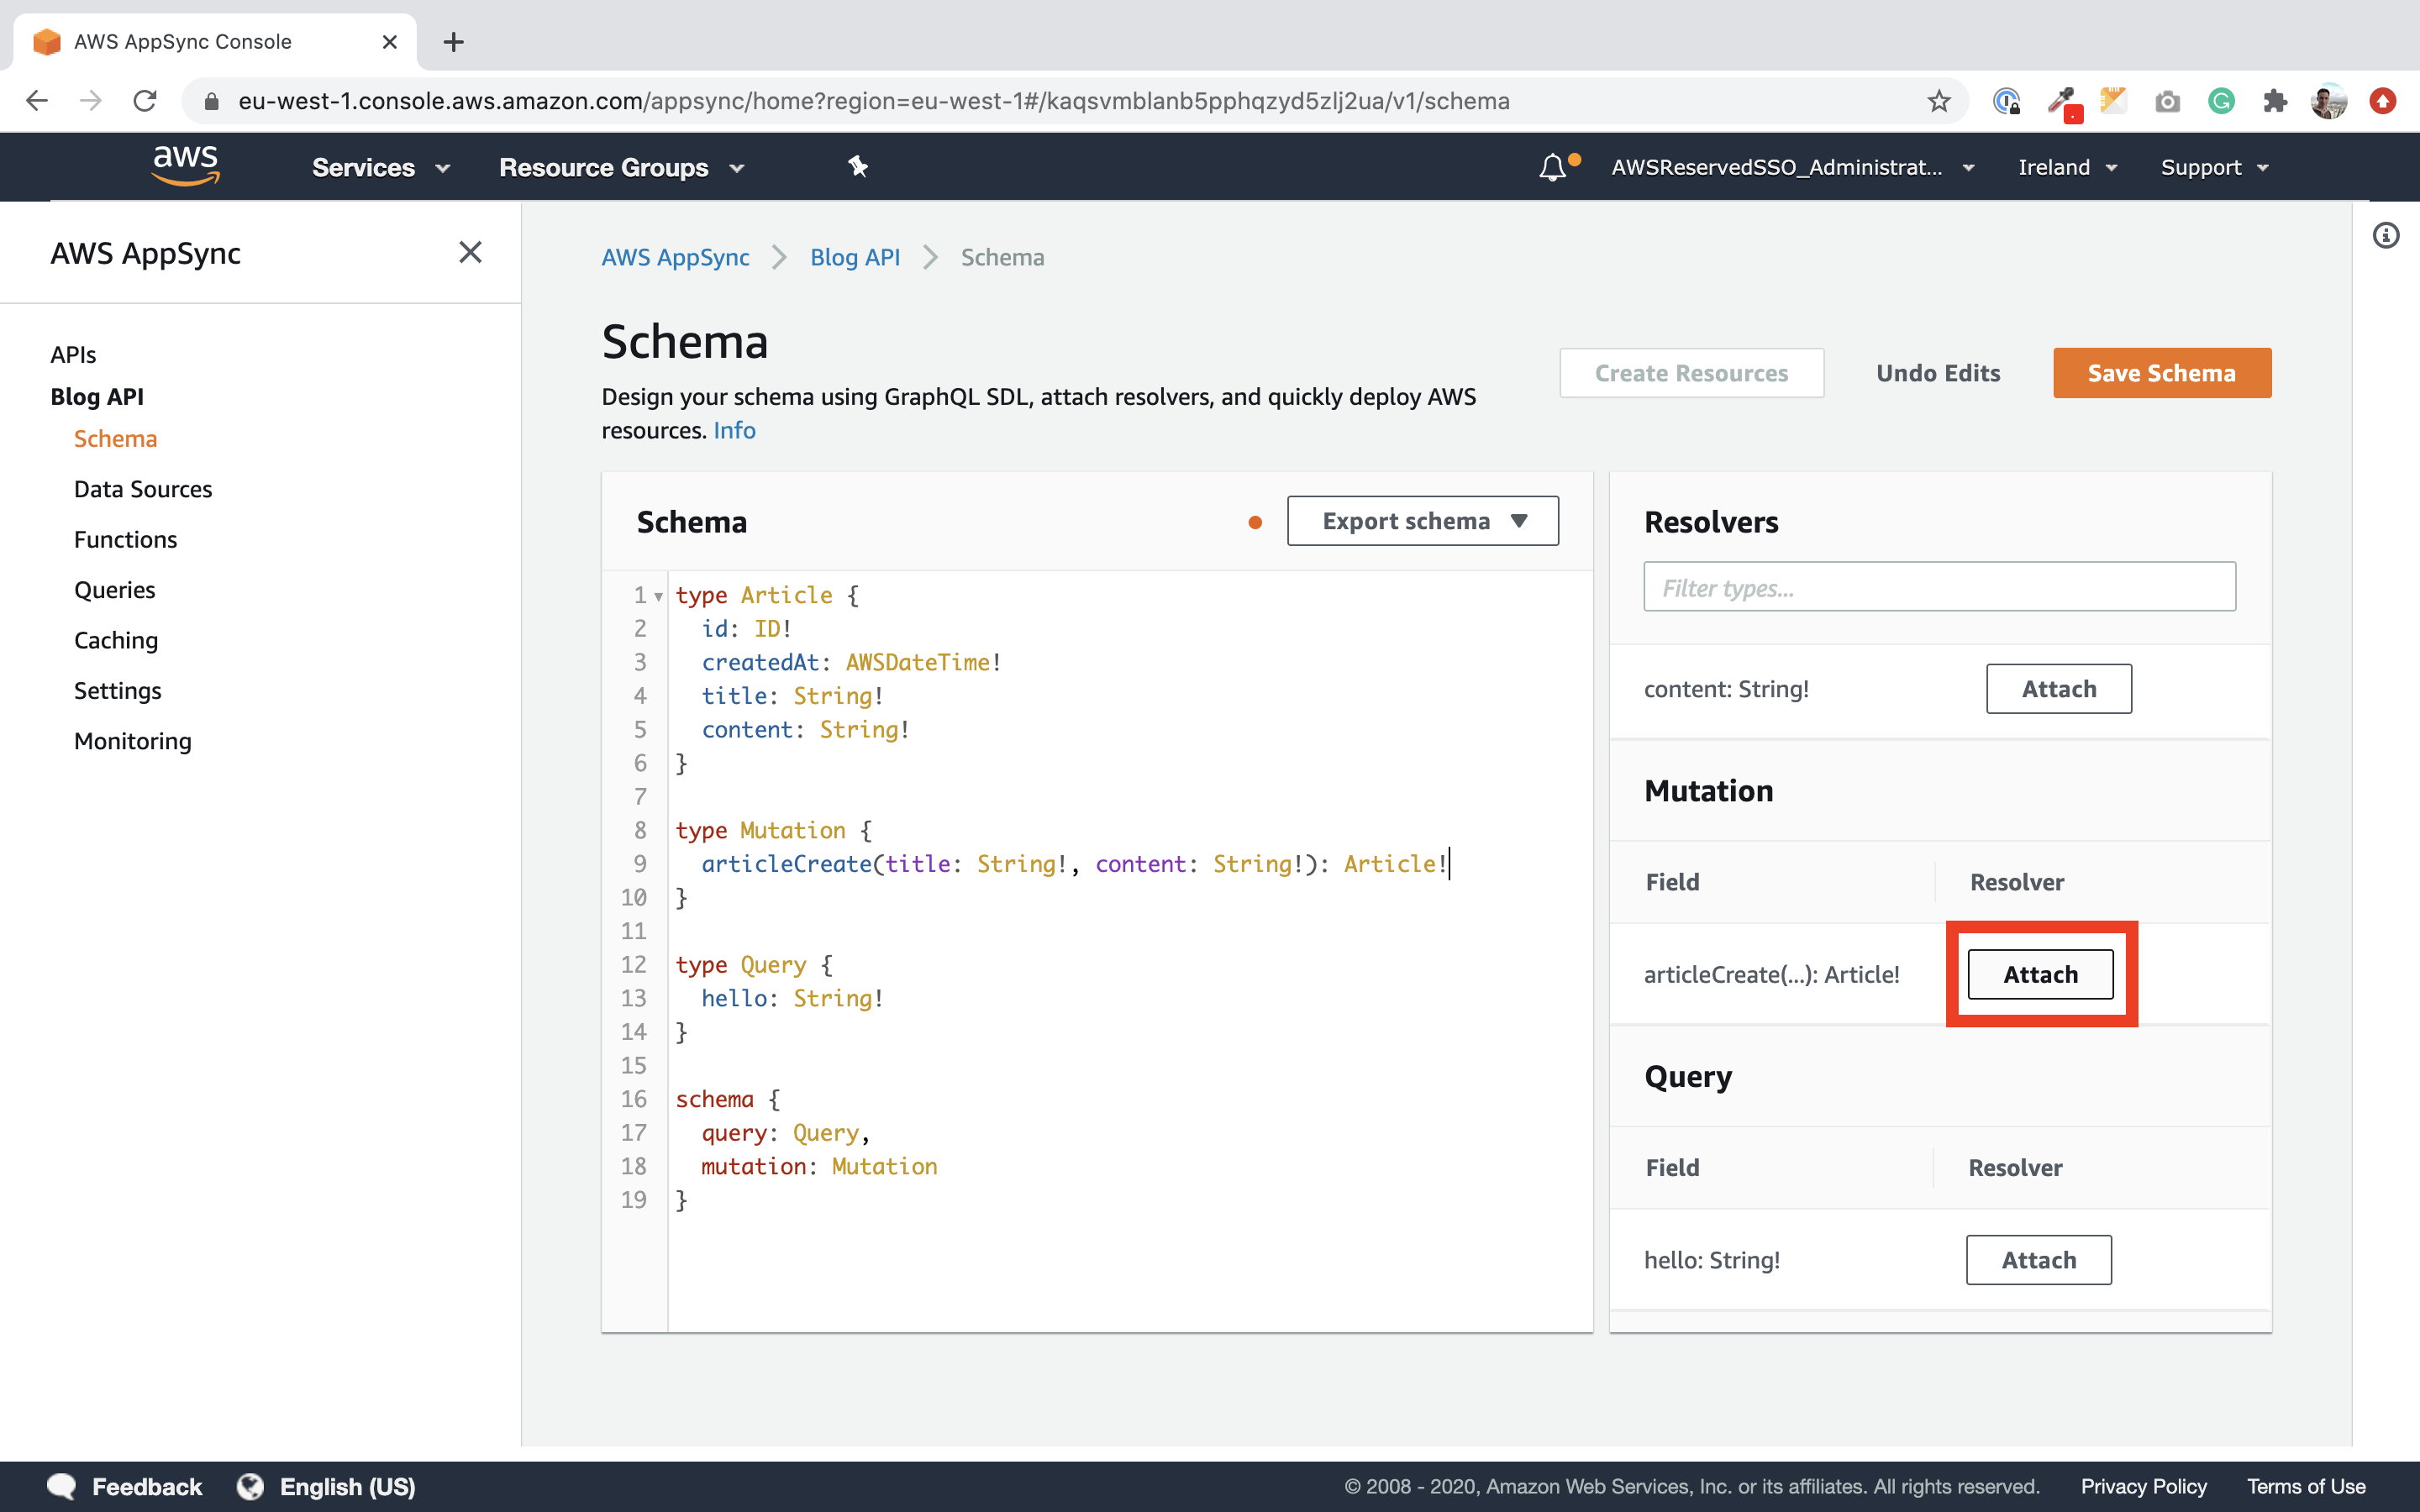 AWS AppSync Console
eu-west-1.console.aws.amazon.com/appsync/home?region=eu-west-1#/kaqsvmblanb5pphqzyd5zlj2ua/v1/schema
aws
Services
Resource Groups
AWSReservedSSO_Administrat...
Ireland
Support
AWS AppSync
APIs
Blog API
Schema
Data Sources
Functions
Queries
Caching
Settings
Monitoring
AWS AppSync
Blog API
Schema
Schema
Design your schema using GraphQL SDL, attach resolvers, and quickly deploy AWS
resources. Info
Create Resources
Undo Edits
Save Schema
Schema
Export schema
1 type Article {
2 id: ID!
3 createdAt: AWSDateTime!
4 title: String!
5 content: String!
6 }
7
8 type Mutation {
9 articleCreate(title: String!, content: String!): Article!
10 }
11
12 type Query {
13 hello: String!
14 }
15
16 schema {
17 query: Query,
18 mutation: Mutation
19 }
Resolvers
Filter types...
content: String! Attach
Mutation
Field Resolver
articleCreate(...): Article! Attach
Query
Field Resolver
hello: String! Attach
Feedback
English (US)
© 2008 - 2020, Amazon Web Services, Inc. or its affiliates. All rights reserved.
Privacy Policy
Terms of Use